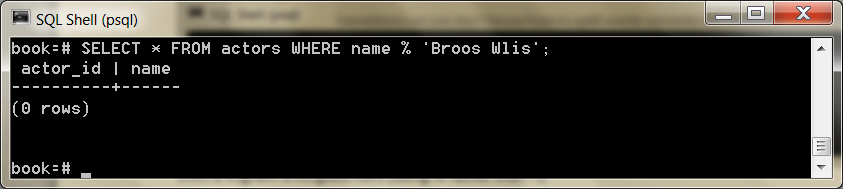 SQL Shell (psql)
book=# SELECT * FROM actors WHERE name % 'Broos Wlis';
 actor_id | name
----------+------
(0 rows)
book=#